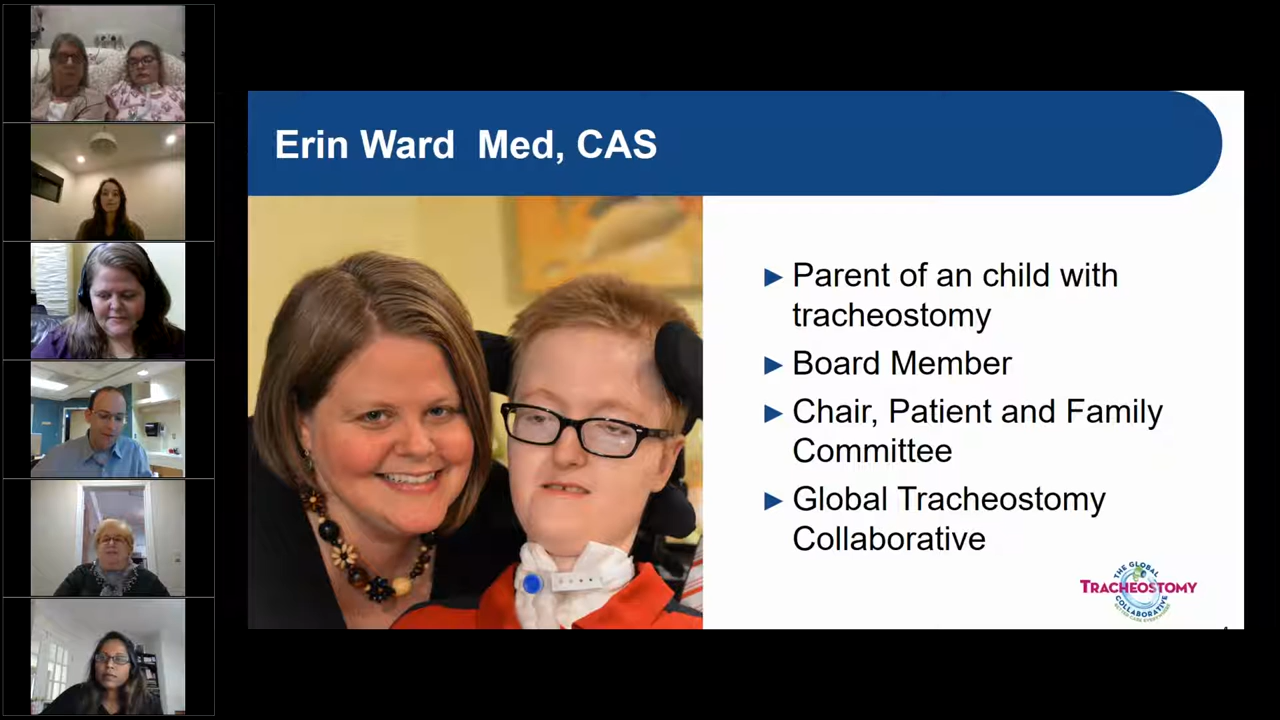 Erin Ward  Med, CAS
Parent of an child with
tracheostomy
Board Member
Chair, Patient and Family
Committee
Global Tracheostomy
Collaborative
THE GLOBAL
TRACHEOSTOMY
COLLABORATIVE